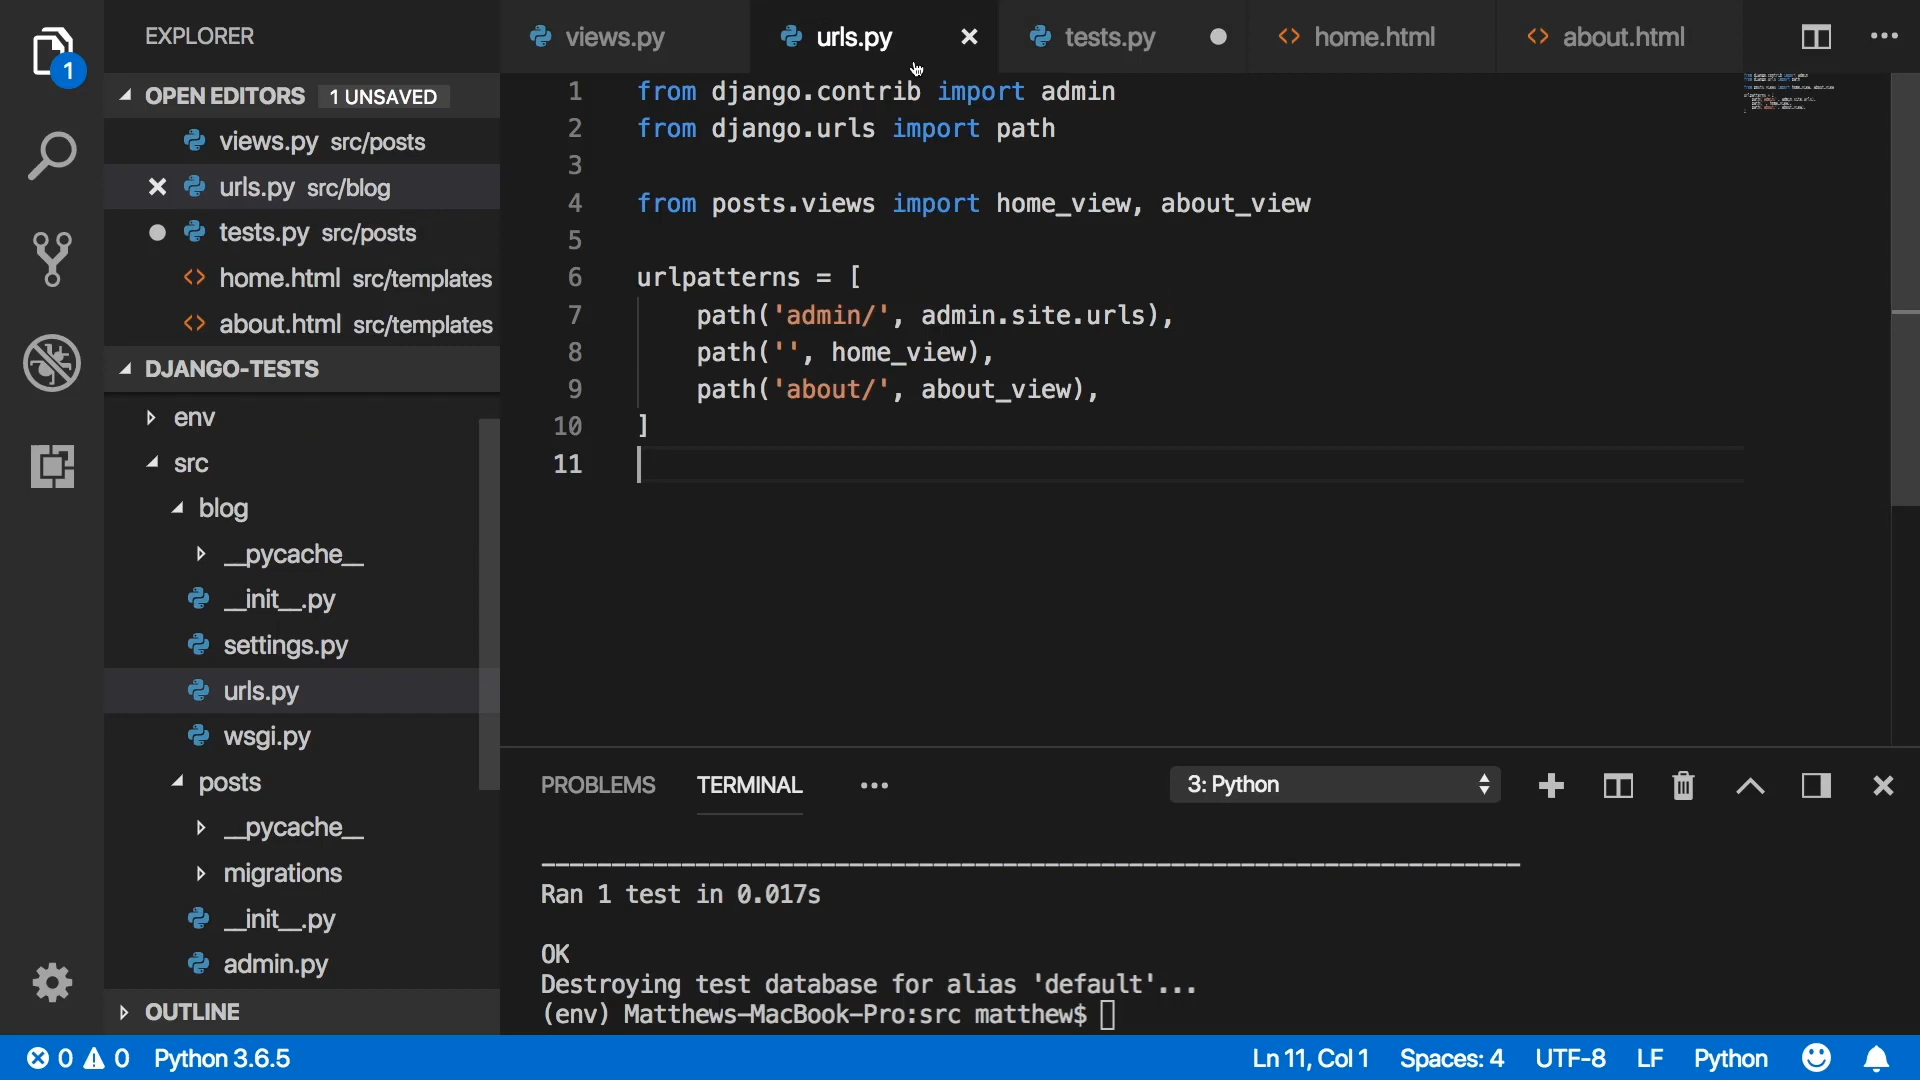 EXPLORER
1
OPEN EDITORS 1 UNSAVED
views.py src/posts
urls.py src/blog
tests.py src/posts
home.html src/templates
about.html src/templates
DJANGO-TESTS
env
src
blog
__pycache__
__init__.py
settings.py
urls.py
wsgi.py
posts
__pycache__
migrations
__init__.py
admin.py
OUTLINE
views.py urls.py tests.py home.html about.html
1 from django.contrib import admin
2 from django.urls import path
3
4 from posts.views import home_view, about_view
5
6 urlpatterns = [
7 path('admin/', admin.site.urls),
8 path('', home_view),
9 path('about/', about_view),
10 ]
11
PROBLEMS TERMINAL ... 3: Python
Ran 1 test in 0.017s
OK
Destroying test database for alias 'default'...
(env) Matthews-MacBook-Pro:src matthew$
0 0 Python 3.6.5 Ln 11, Col 1 Spaces: 4 UTF-8 LF Python